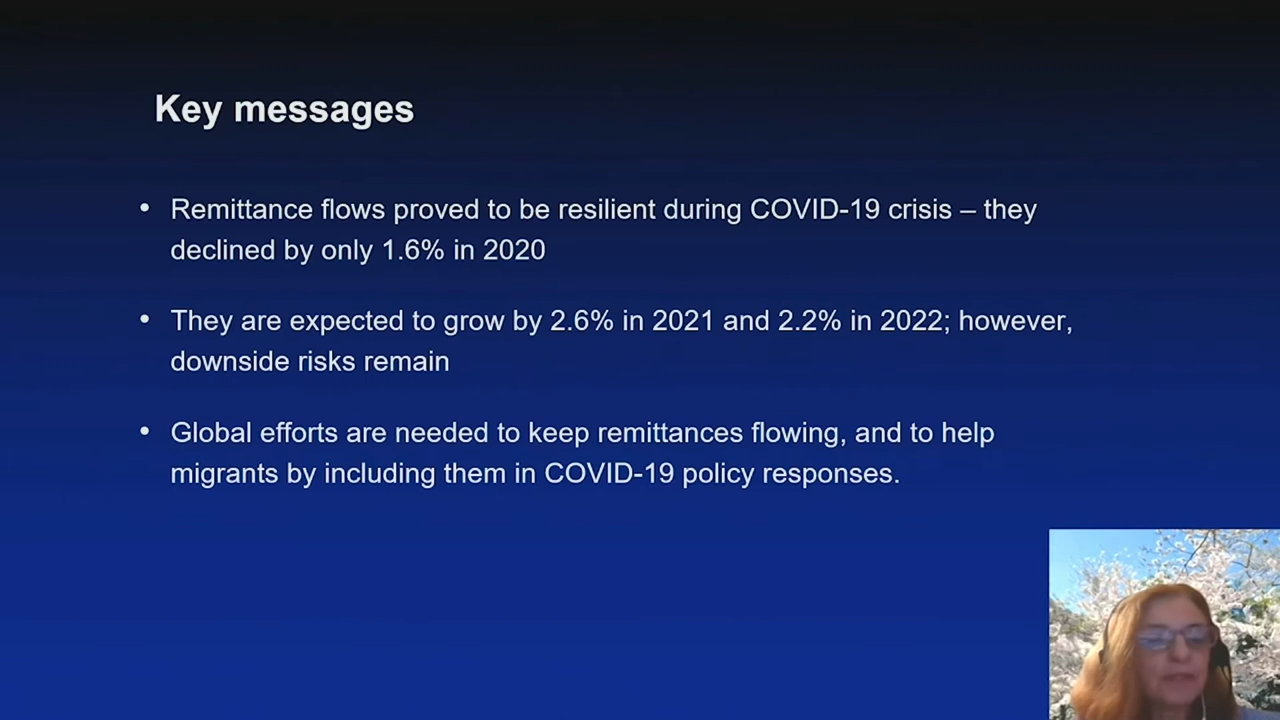 Key messages
• Remittance flows proved to be resilient during COVID-19 crisis – they
declined by only 1.6% in 2020
• They are expected to grow by 2.6% in 2021 and 2.2% in 2022; however,
downside risks remain
• Global efforts are needed to keep remittances flowing, and to help
migrants by including them in COVID-19 policy responses.